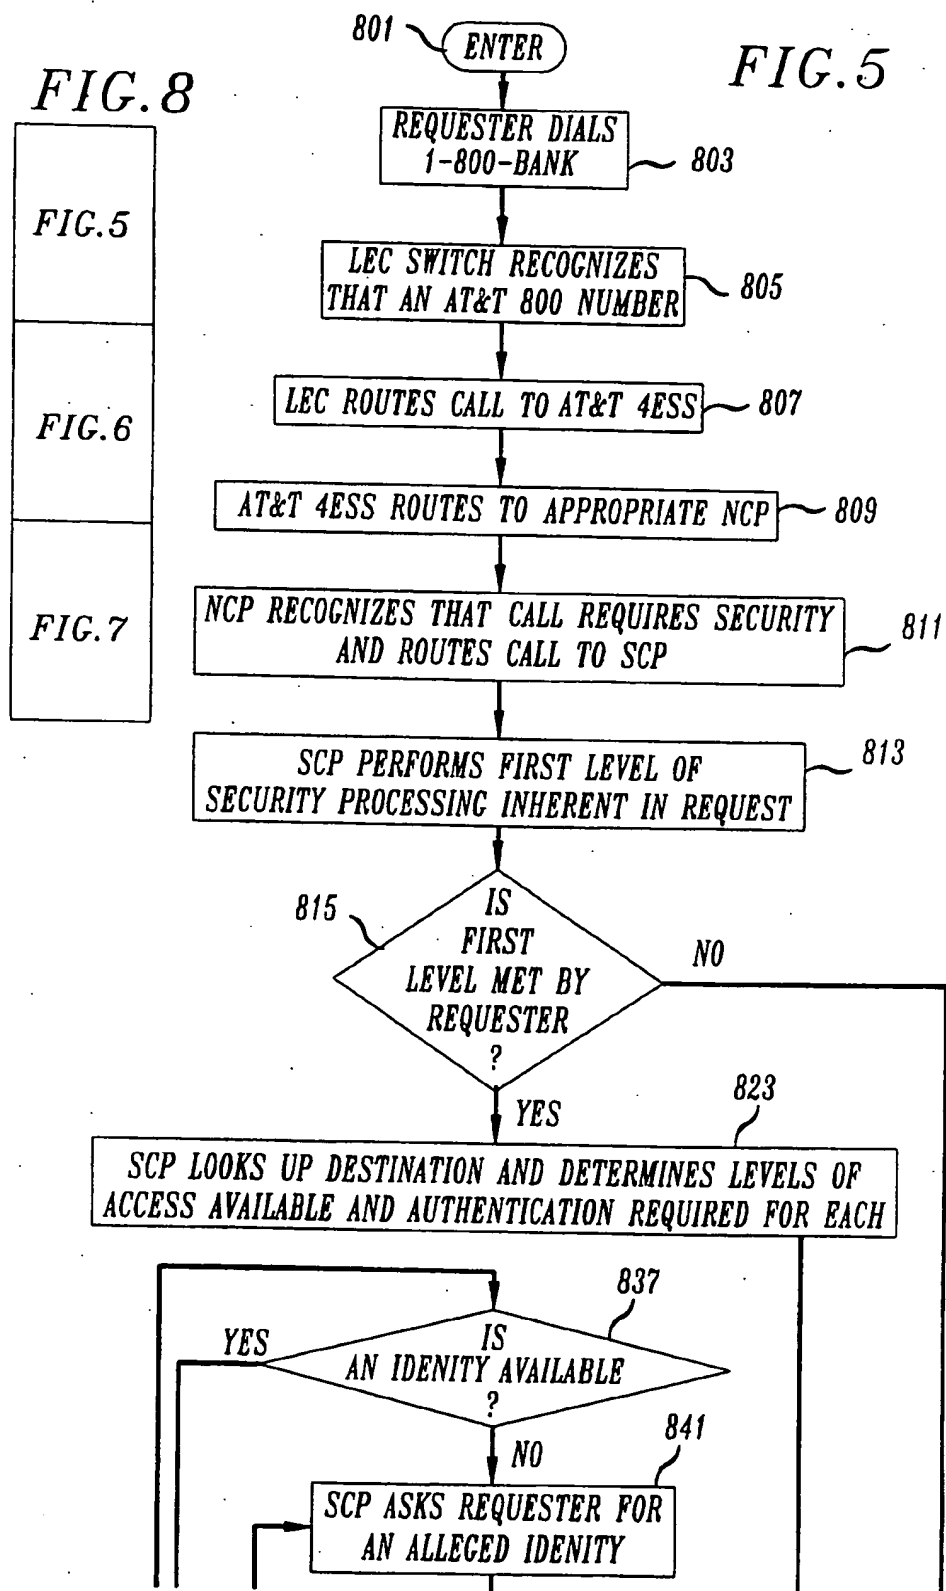 801
ENTER
FIG.5
FIG.8
FIG.5
FIG.6
FIG.7
REQUESTER DIALS
1-800-BANK
803
LEC SWITCH RECOGNIZES
THAT AN AT&T 800 NUMBER
805
LEC ROUTES CALL TO AT&T 4ESS
807
AT&T 4ESS ROUTES TO APPROPRIATE NCP
809
NCP RECOGNIZES THAT CALL REQUIRES SECURITY
AND ROUTES CALL TO SCP
811
SCP PERFORMS FIRST LEVEL OF
SECURITY PROCESSING INHERENT IN REQUEST
813
815
IS
FIRST
LEVEL MET BY
REQUESTER
?
NO
YES
823
SCP LOOKS UP DESTINATION AND DETERMINES LEVELS OF
ACCESS AVAILABLE AND AUTHENTICATION REQUIRED FOR EACH
837
YES
IS
AN IDENITY AVAILABLE
?
NO
841
SCP ASKS REQUESTER FOR
AN ALLEGED IDENITY